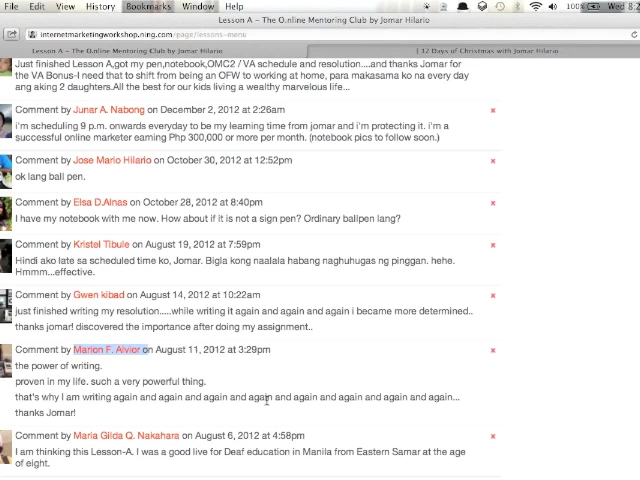 File Edit View History Bookmarks Window Help 100% Wed 8:2
Lesson A – The O.nline Mentoring Club by Jomar Hilario
internetmarketingworkshop.ning.com/page/lessons-menu
Lesson A – The O.nline Mentoring Club by Jomar Hilario
| 12 Days of Christmas with Jomar Hilario
Just finished Lesson A,got my pen,notebook,OMC2 / VA schedule and resolution....and thanks Jomar for
the VA Bonus-I need that to shift from being an OFW to working at home, para makasama ko na every day
ang aking 2 daughters.All the best for our kids living a wealthy marvelous life...
Comment by Junar A. Nabong on December 2, 2012 at 2:26am
i'm scheduling 9 p.m. onwards everyday to be my learning time from jomar and i'm protecting it. i'm a
successful online marketer earning Php 300,000 or more per month. (notebook pics to follow soon.)
Comment by Jose Mario Hilario on October 30, 2012 at 12:52pm
ok lang ball pen.
Comment by Elsa D.Alnas on October 28, 2012 at 8:40pm
I have my notebook with me now. How about if it is not a sign pen? Ordinary ballpen lang?
Comment by Kristel Tibule on August 19, 2012 at 7:59pm
Hindi ako late sa scheduled time ko, Jomar. Bigla kong naalala habang naghuhugas ng pinggan. hehe.
Hmmm...effective.
Comment by Gwen kibad on August 14, 2012 at 10:22am
just finished writing my resolution.....while writing it again and again and again i became more determined..
thanks jomar! discovered the importance after doing my assignment..
Comment by Marion F. Alvior on August 11, 2012 at 3:29pm
the power of writing.
proven in my life. such a very powerful thing.
that's why I am writing again and again and again and again and again and again and again and again...
thanks Jomar!
Comment by Maria Gilda Q. Nakahara on August 6, 2012 at 4:58pm
I am thinking this Lesson-A. I was a good live for Deaf education in Manila from Eastern Samar at the age
of eight.